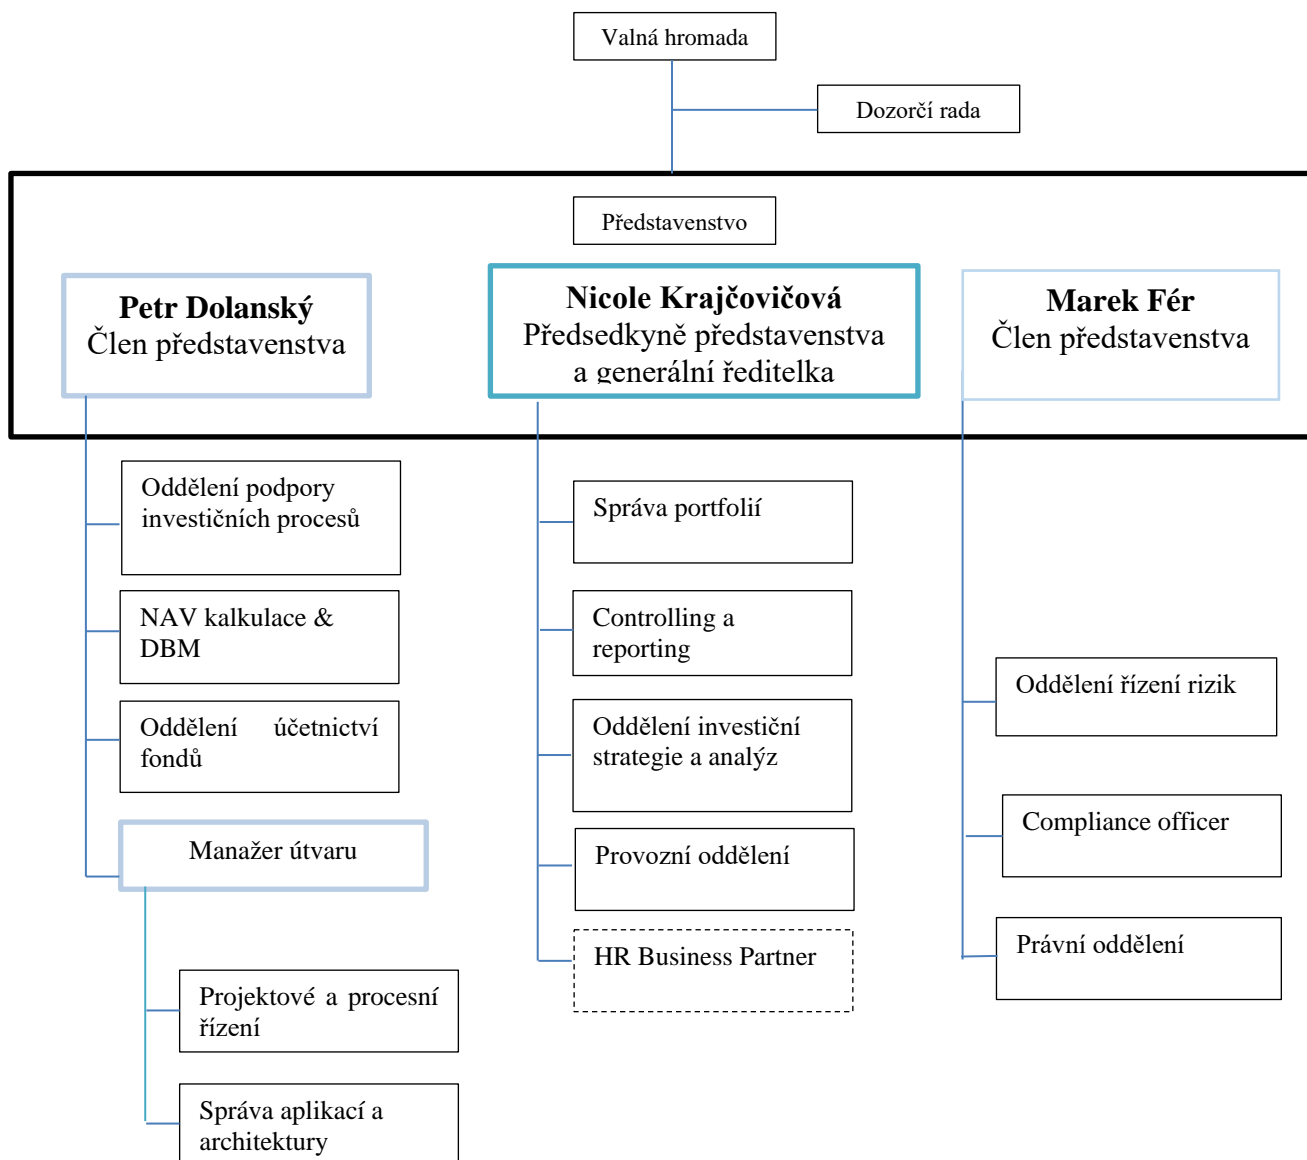 Valná hromada
Dozorčí rada
Představenstvo
Petr Dolanský
Člen představenstva
Nicole Krajčovičová
Předsedkyně představenstva
a generální ředitelka
Marek Fér
Člen představenstva
Oddělení podpory
investičních procesů
NAV kalkulace &
DBM
Oddělení účetnictví
fondů
Manažer útvaru
Projektové a procesní
řízení
Správa aplikací a
architektury
Správa portfolií
Controlling a
reporting
Oddělení investiční
strategie a analýz
Provozní oddělení
HR Business Partner
Oddělení řízení rizik
Compliance officer
Právní oddělení